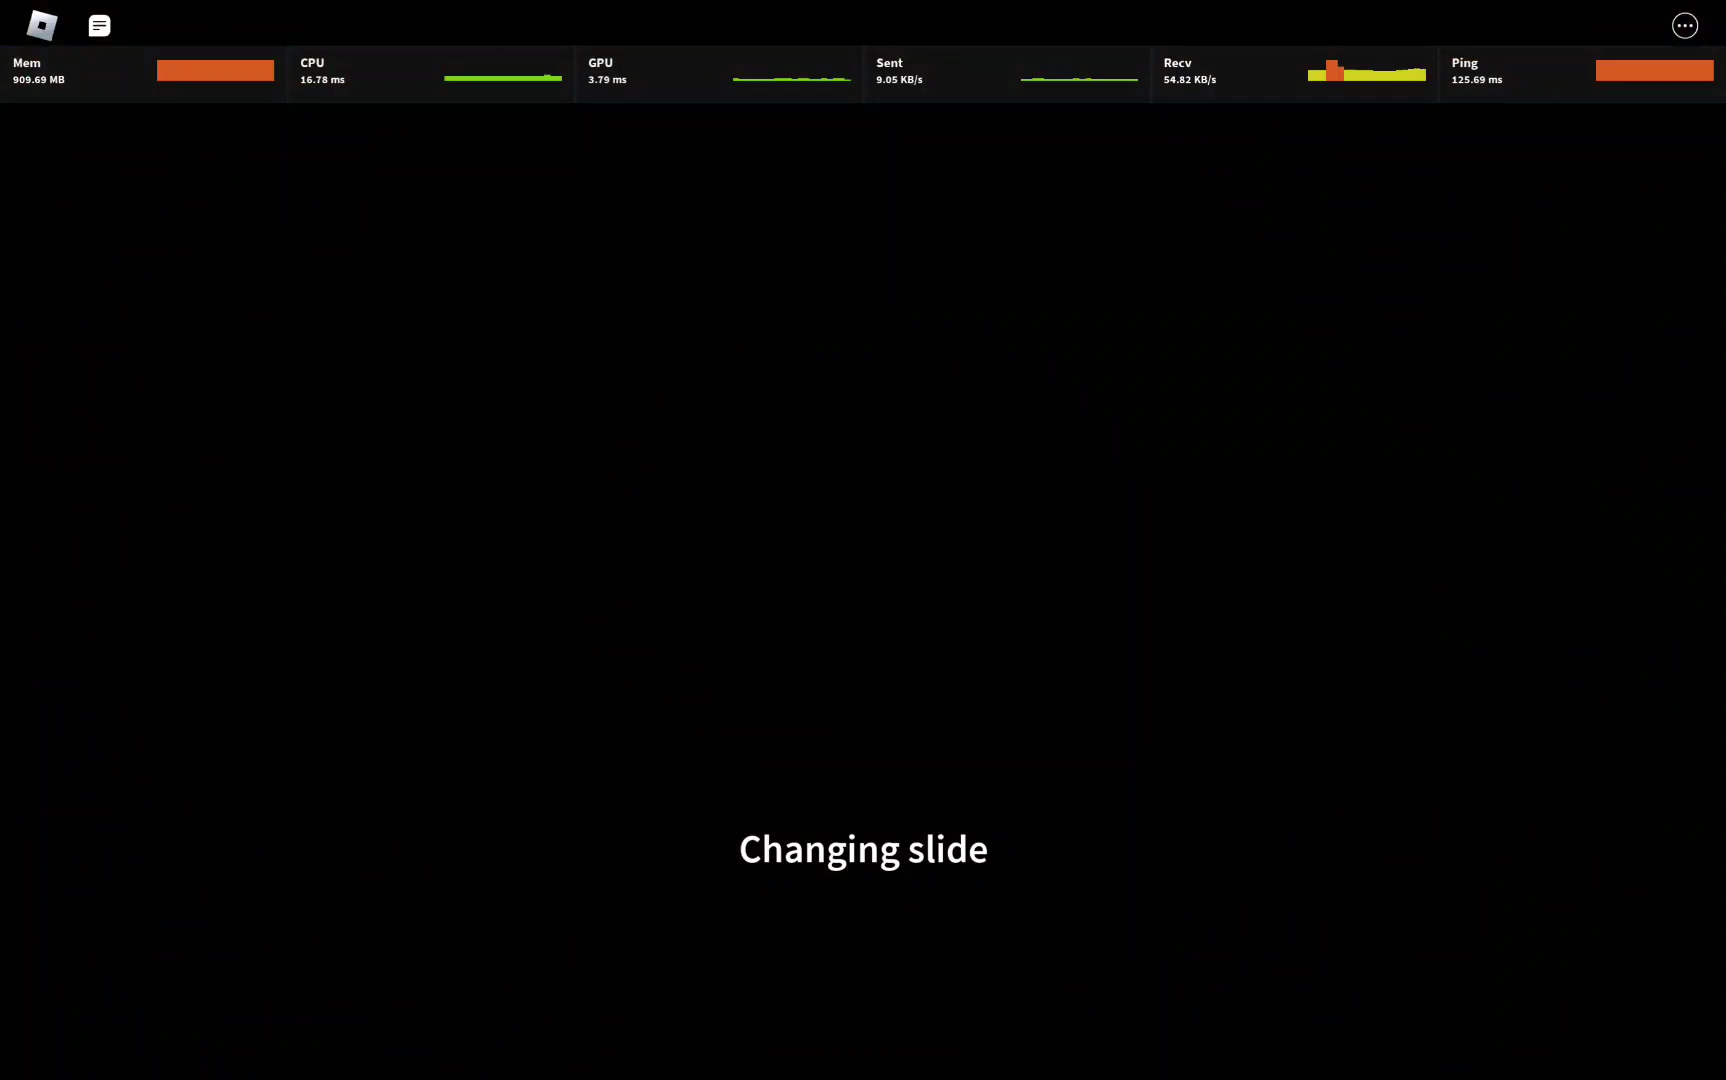 Mem
909.69 MB
CPU
16.78 ms
GPU
3.79 ms
Sent
9.05 KB/s
Recv
54.82 KB/s
Ping
125.69 ms
Changing slide